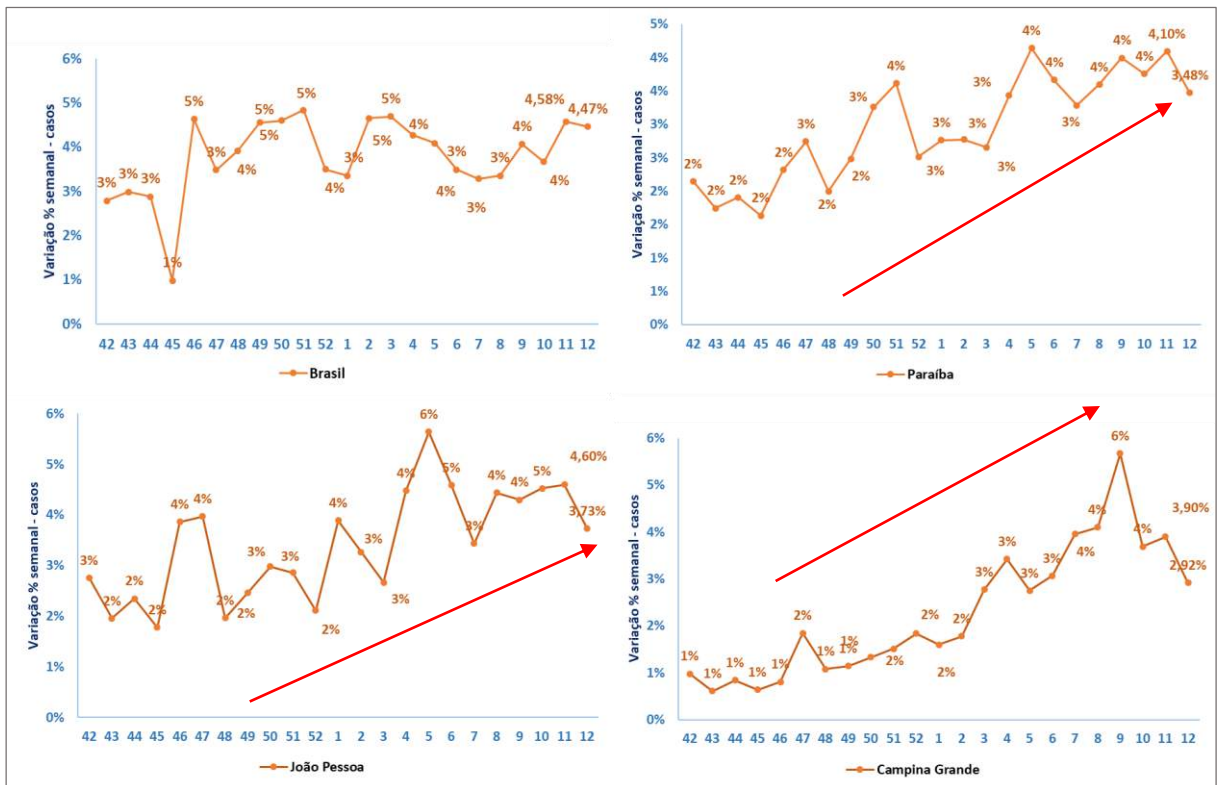 Variação % semanal - casos
6%
5%
4%
3%
2%
1%
0%
3% 3% 3% 1% 5% 3% 4% 5% 5% 5% 4% 3% 5% 5% 4% 4% 3% 3% 3% 4% 4% 4,58% 4,47%
42 43 44 45 46 47 48 49 50 51 52 1 2 3 4 5 6 7 8 9 10 11 12
Brasil
Variação % semanal - casos
5%
4%
4%
3%
3%
2%
2%
1%
1%
0%
2% 2% 2% 2% 2% 3% 2% 2% 3% 4% 3% 3% 3% 3% 3% 4% 4% 3% 4% 4% 4% 4,10% 3,48%
42 43 44 45 46 47 48 49 50 51 52 1 2 3 4 5 6 7 8 9 10 11 12
Paraíba
Variação % semanal - casos
6%
5%
4%
3%
2%
1%
0%
3% 2% 2% 2% 4% 4% 2% 2% 3% 3% 2% 4% 3% 3% 4% 6% 5% 3% 4% 4% 5% 4,60% 3,73%
42 43 44 45 46 47 48 49 50 51 52 1 2 3 4 5 6 7 8 9 10 11 12
João Pessoa
Variação % semanal - casos
6%
5%
4%
3%
2%
1%
0%
1% 1% 1% 1% 1% 2% 1% 1% 1% 2% 2% 2% 2% 3% 3% 3% 3% 4% 4% 6% 4% 3,90% 2,92%
42 43 44 45 46 47 48 49 50 51 52 1 2 3 4 5 6 7 8 9 10 11 12
Campina Grande